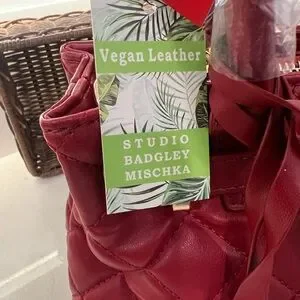 Vegan Leather
STUDIO
BADGLEY
MISCHKA